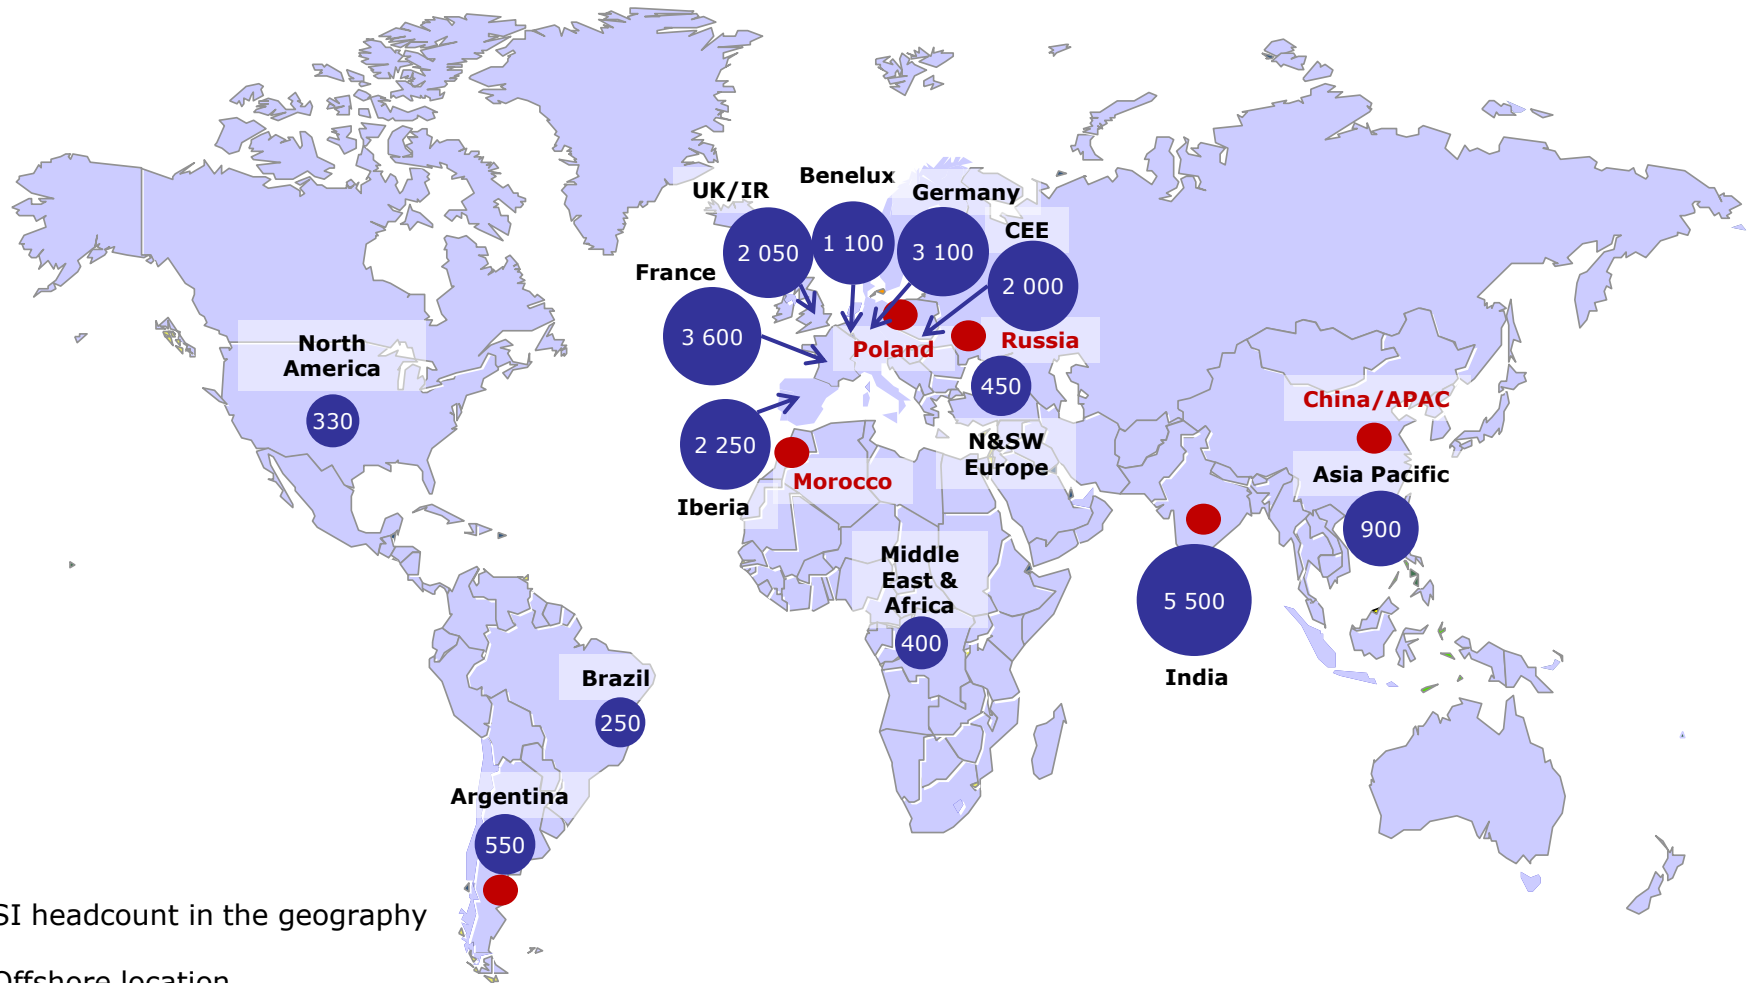 Benelux
UK/IR
Germany
CEE
2 050
1 100
3 100
2 000
France
3 600
North
America
330
Poland
Russia
450
2 250
Iberia
Morocco
N&SW
Europe
China/APAC
Asia Pacific
900
Middle
East &
Africa
400
5 500
India
Brazil
250
Argentina
550
SI headcount in the geography
Offshore location